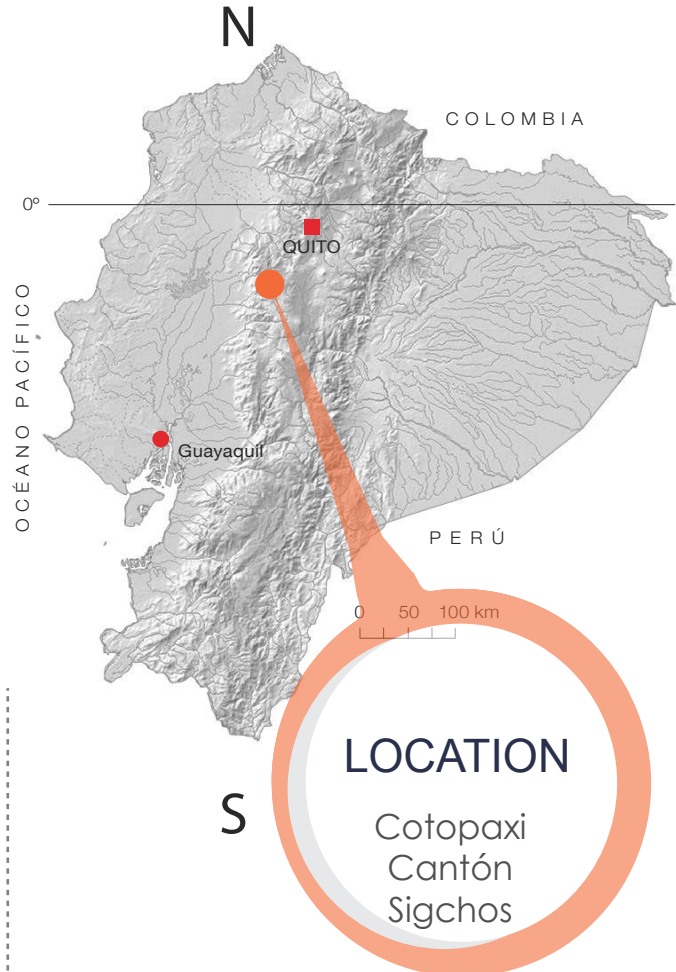 N
COLOMBIA
0º
QUITO
OCÉANO PACÍFICO
Guayaquil
PERÚ
0 50 100 km
LOCATION
S
Cotopaxi
Cantón
Sigchos